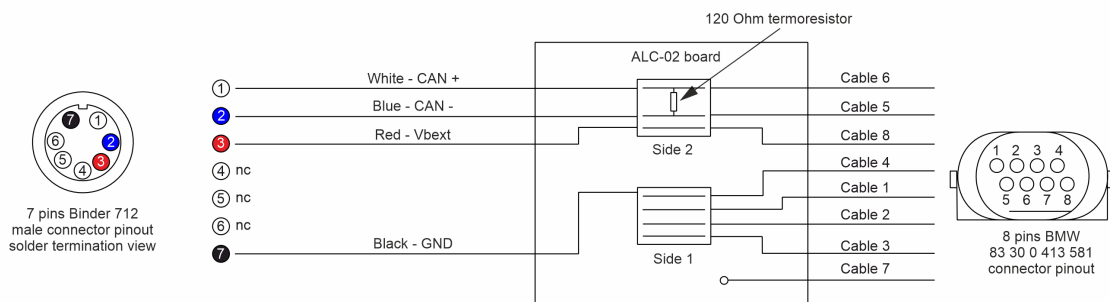 120 Ohm termoresistor
ALC-02 board
1
White - CAN +
Cable 6
2
Blue - CAN -
Cable 5
3
Red - Vbext
Cable 8
Side 2
4 nc
Cable 4
5 nc
Cable 1
6 nc
Cable 2
7
Black - GND
Cable 3
Side 1
Cable 7
7 1
6 2
5 4 3
7 pins Binder 712
male connector pinout
solder termination view
1 2 3 4
5 6 7 8
8 pins BMW
83 30 0 413 581
connector pinout